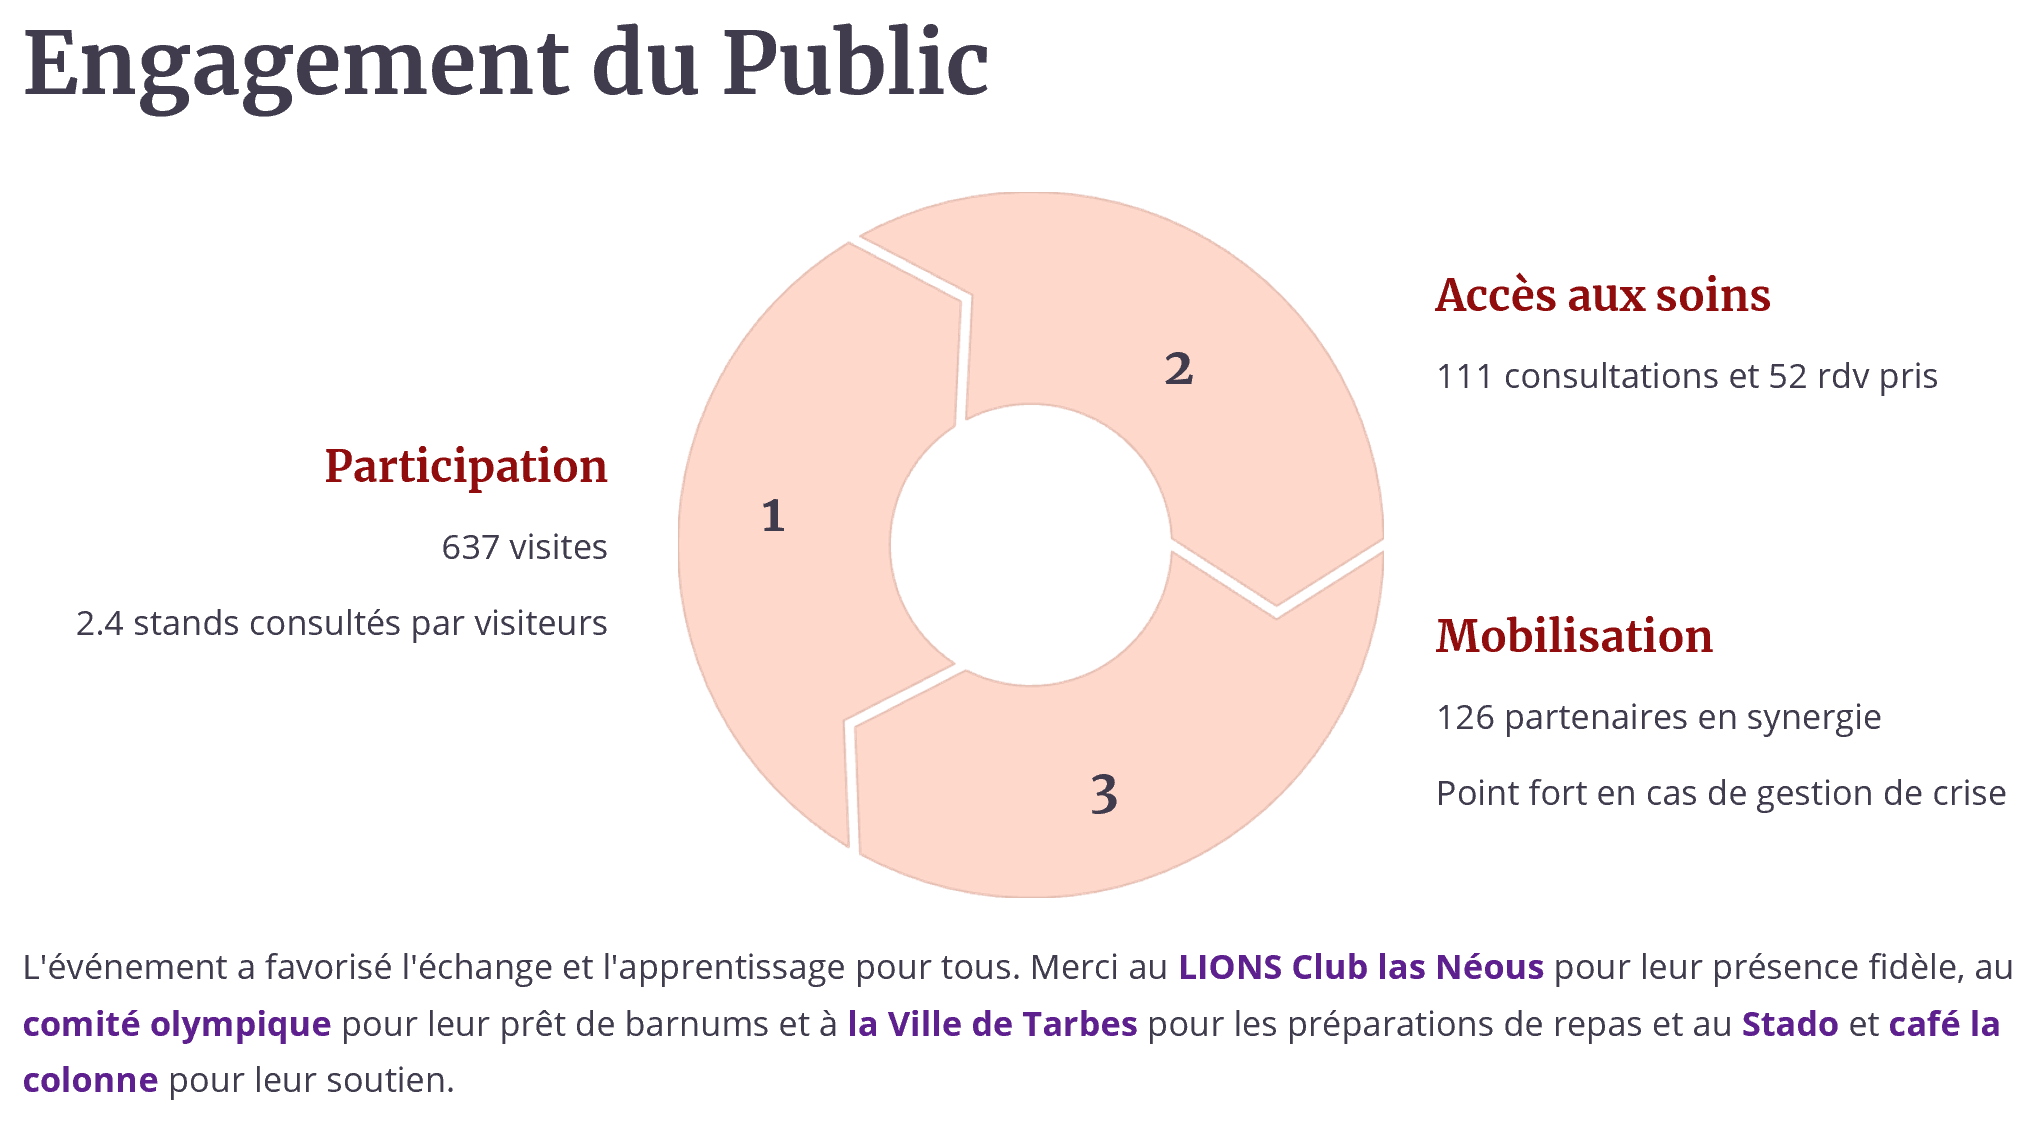 Engagement du Public
Participation
637 visites
2.4 stands consultés par visiteurs
1
2
3
Accès aux soins
111 consultations et 52 rdv pris
Mobilisation
126 partenaires en synergie
Point fort en cas de gestion de crise
L'événement a favorisé l'échange et l'apprentissage pour tous. Merci au LIONS Club las Néous pour leur présence fidèle, au
comité olympique pour leur prêt de barnums et à la Ville de Tarbes pour les préparations de repas et au Stado et café la
colonne pour leur soutien.